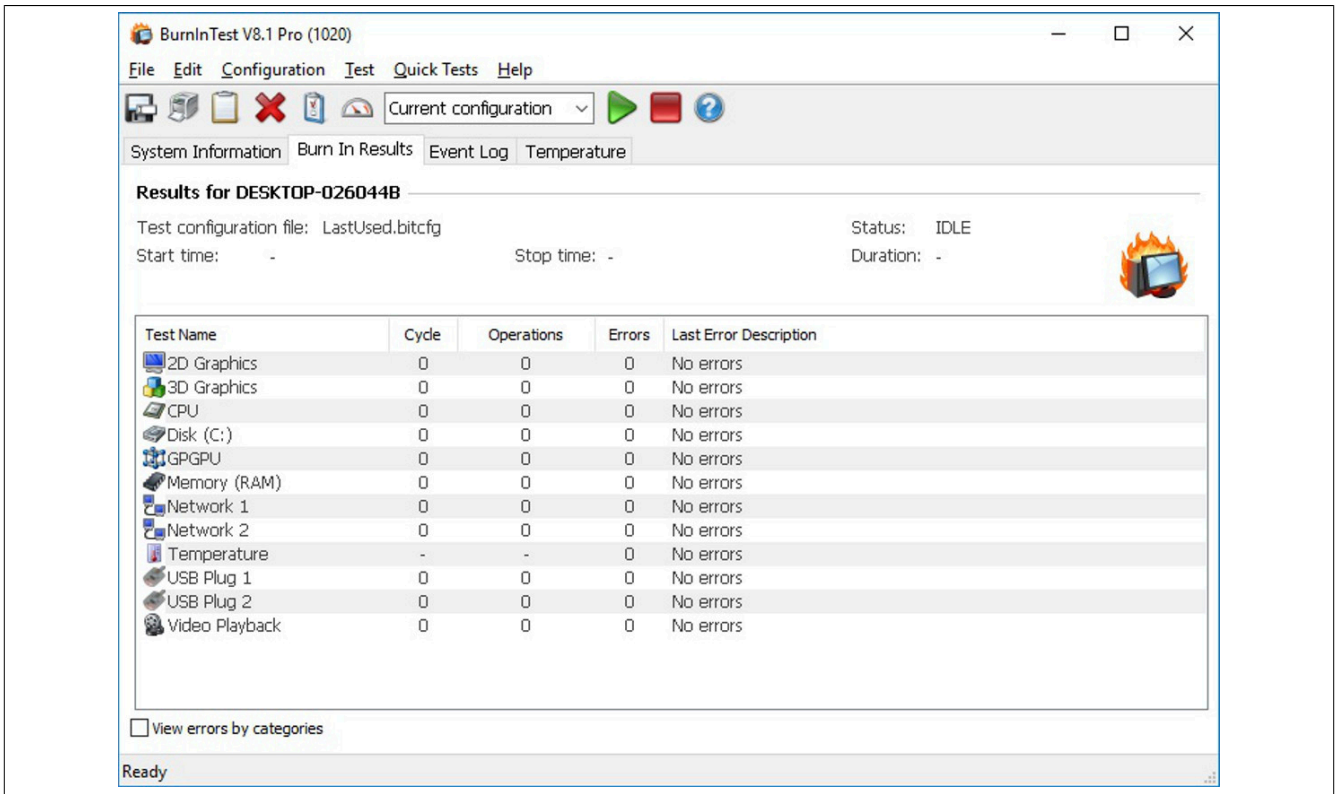 BurnInTest V8.1 Pro (1020)
File Edit Configuration Test Quick Tests Help
Current configuration
System Information Burn In Results Event Log Temperature
Results for DESKTOP-026044B
Test configuration file: LastUsed.bitcfg Status: IDLE
Start time: - Stop time: - Duration: -
Test Name Cycle Operations Errors Last Error Description
2D Graphics 0 0 0 No errors
3D Graphics 0 0 0 No errors
CPU 0 0 0 No errors
Disk (C:) 0 0 0 No errors
GPGPU 0 0 0 No errors
Memory (RAM) 0 0 0 No errors
Network 1 0 0 0 No errors
Network 2 0 0 0 No errors
Temperature - - 0 No errors
USB Plug 1 0 0 0 No errors
USB Plug 2 0 0 0 No errors
Video Playback 0 0 0 No errors
View errors by categories
Ready